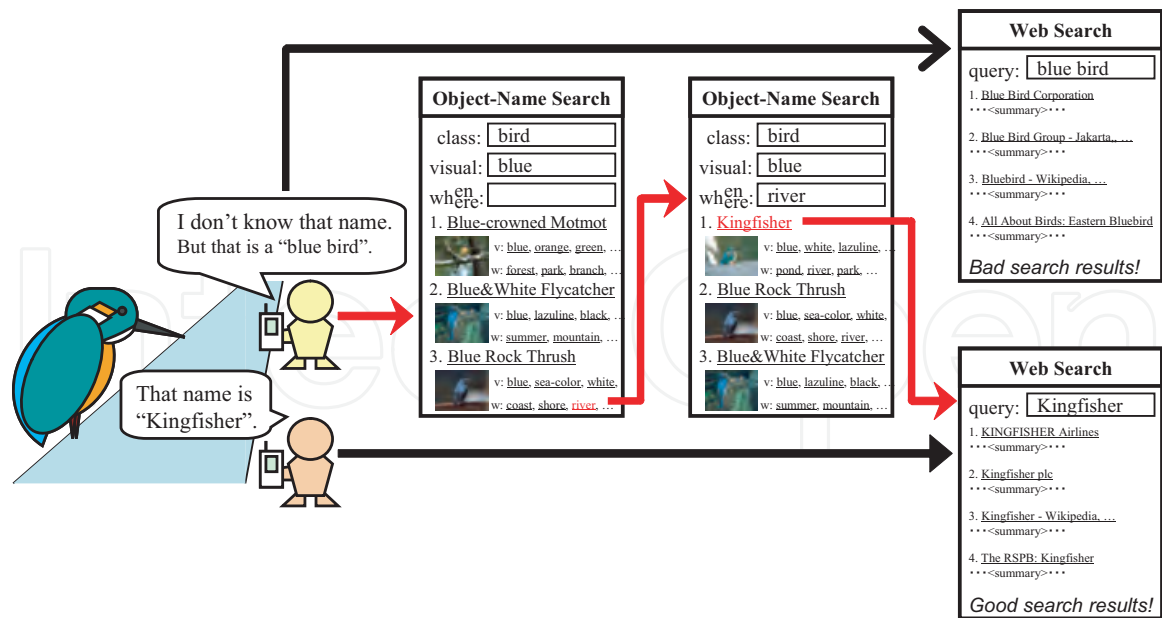 I don't know that name.
But that is a “blue bird”.
That name is
“Kingfisher”.
Object-Name Search
class: bird
visual: blue
when/where:
1. Blue-crowned Motmot
v: blue, orange, green, …
w: forest, park, branch, …
2. Blue&White Flycatcher
v: blue, lazuline, black, …
w: summer, mountain, …
3. Blue Rock Thrush
v: blue, sea-color, white,
w: coast, shore, river, …
Object-Name Search
class: bird
visual: blue
when/where: river
1. Kingfisher
v: blue, white, lazuline, …
w: pond, river, park, …
2. Blue Rock Thrush
v: blue, sea-color, white,
w: coast, shore, river, …
3. Blue&White Flycatcher
v: blue, lazuline, black, …
w: summer, mountain, …
Web Search
query: blue bird
1. Blue Bird Corporation
···<summary>···
2. Blue Bird Group - Jakarta,, …
···<summary>···
3. Bluebird - Wikipedia, …
···<summary>···
4. All About Birds: Eastern Bluebird
···<summary>···
Bad search results!
Web Search
query: Kingfisher
1. KINGFISHER Airlines
···<summary>···
2. Kingfisher plc
···<summary>···
3. Kingfisher - Wikipedia, …
···<summary>···
4. The RSPB: Kingfisher
···<summary>···
Good search results!